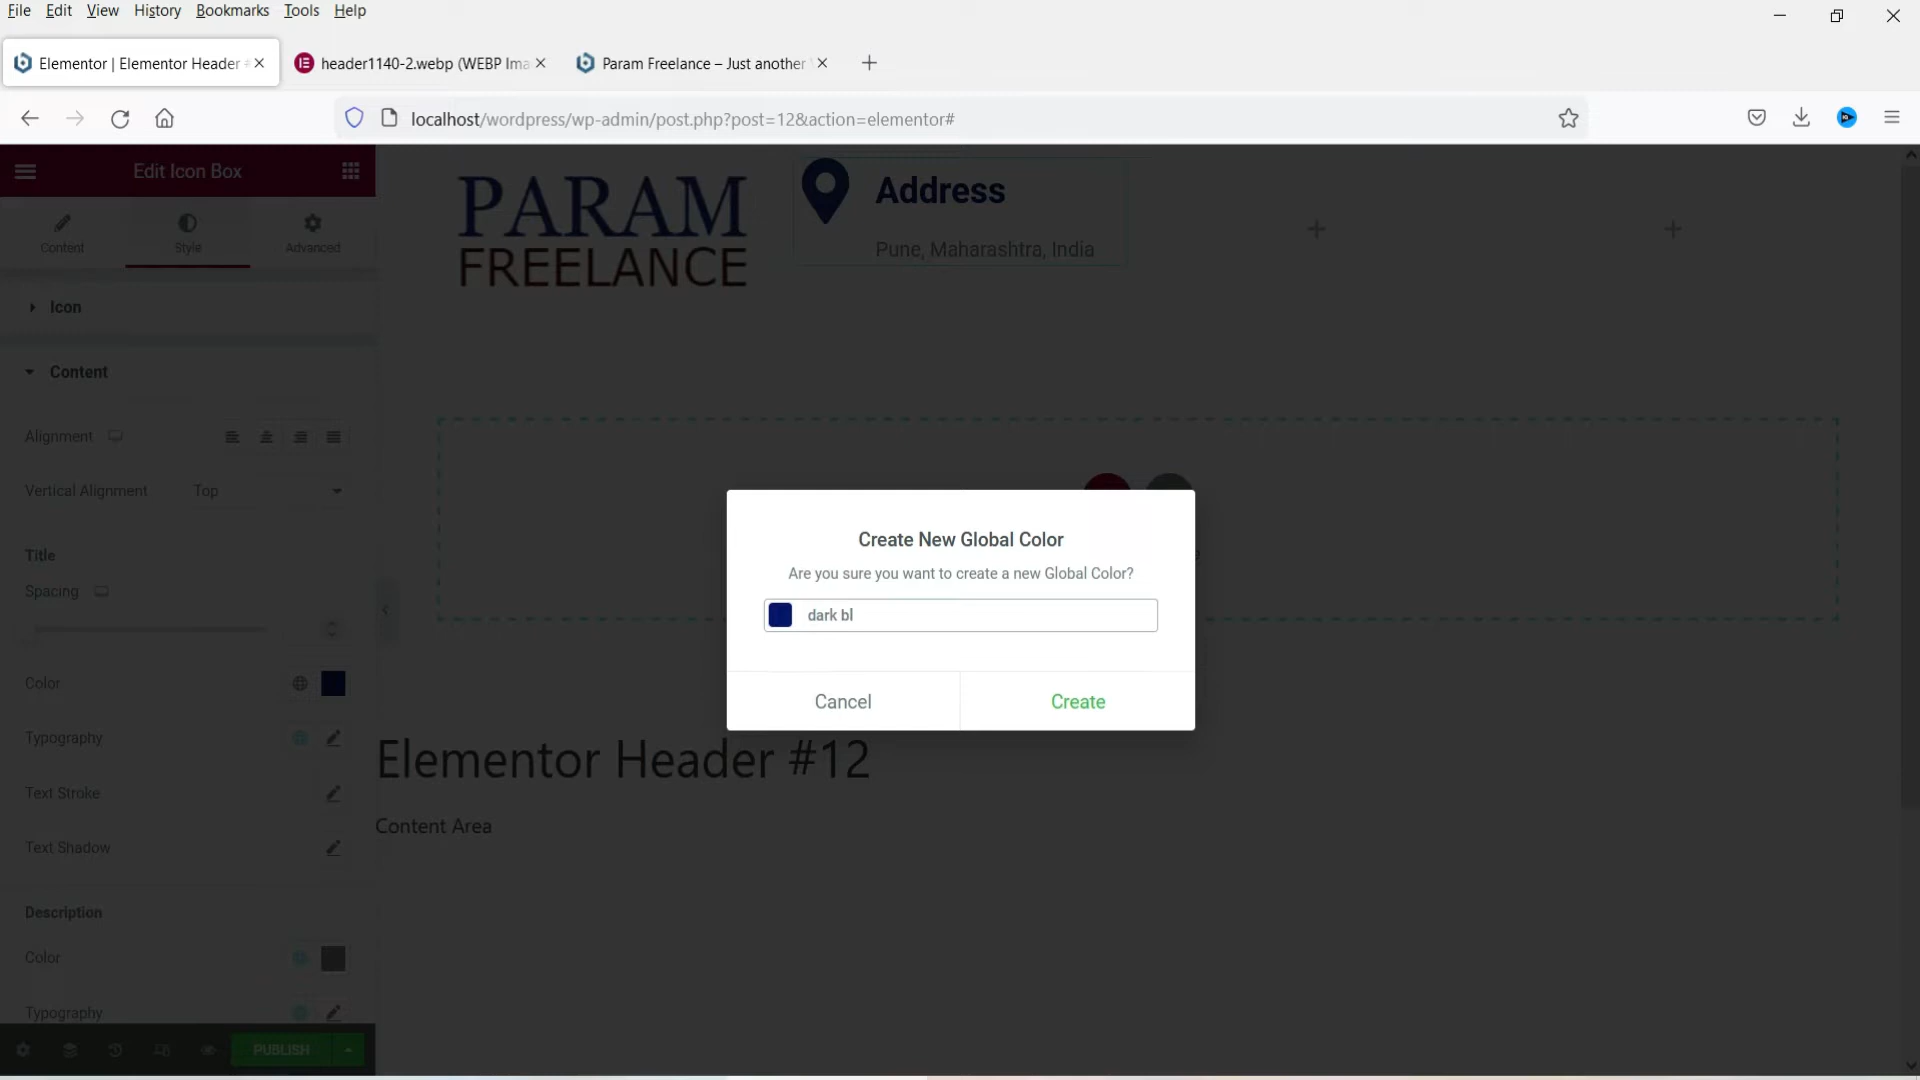 File Edit View History Bookmarks Tools Help
Elementor | Elementor Header #
header1140-2.webp (WEBP Ima
Param Freelance – Just another
localhost/wordpress/wp-admin/post.php?post=12&action=elementor#
Edit Icon Box
Content
Style
Advanced
PARAM
FREELANCE
Address
Pune, Maharashtra, India
Icon
Content
Alignment
Vertical Alignment
Top
Title
Spacing
Color
Typography
Text Stroke
Text Shadow
Description
Color
Typography
PUBLISH
Create New Global Color
Are you sure you want to create a new Global Color?
dark bl
Cancel
Create
Elementor Header #12
Content Area